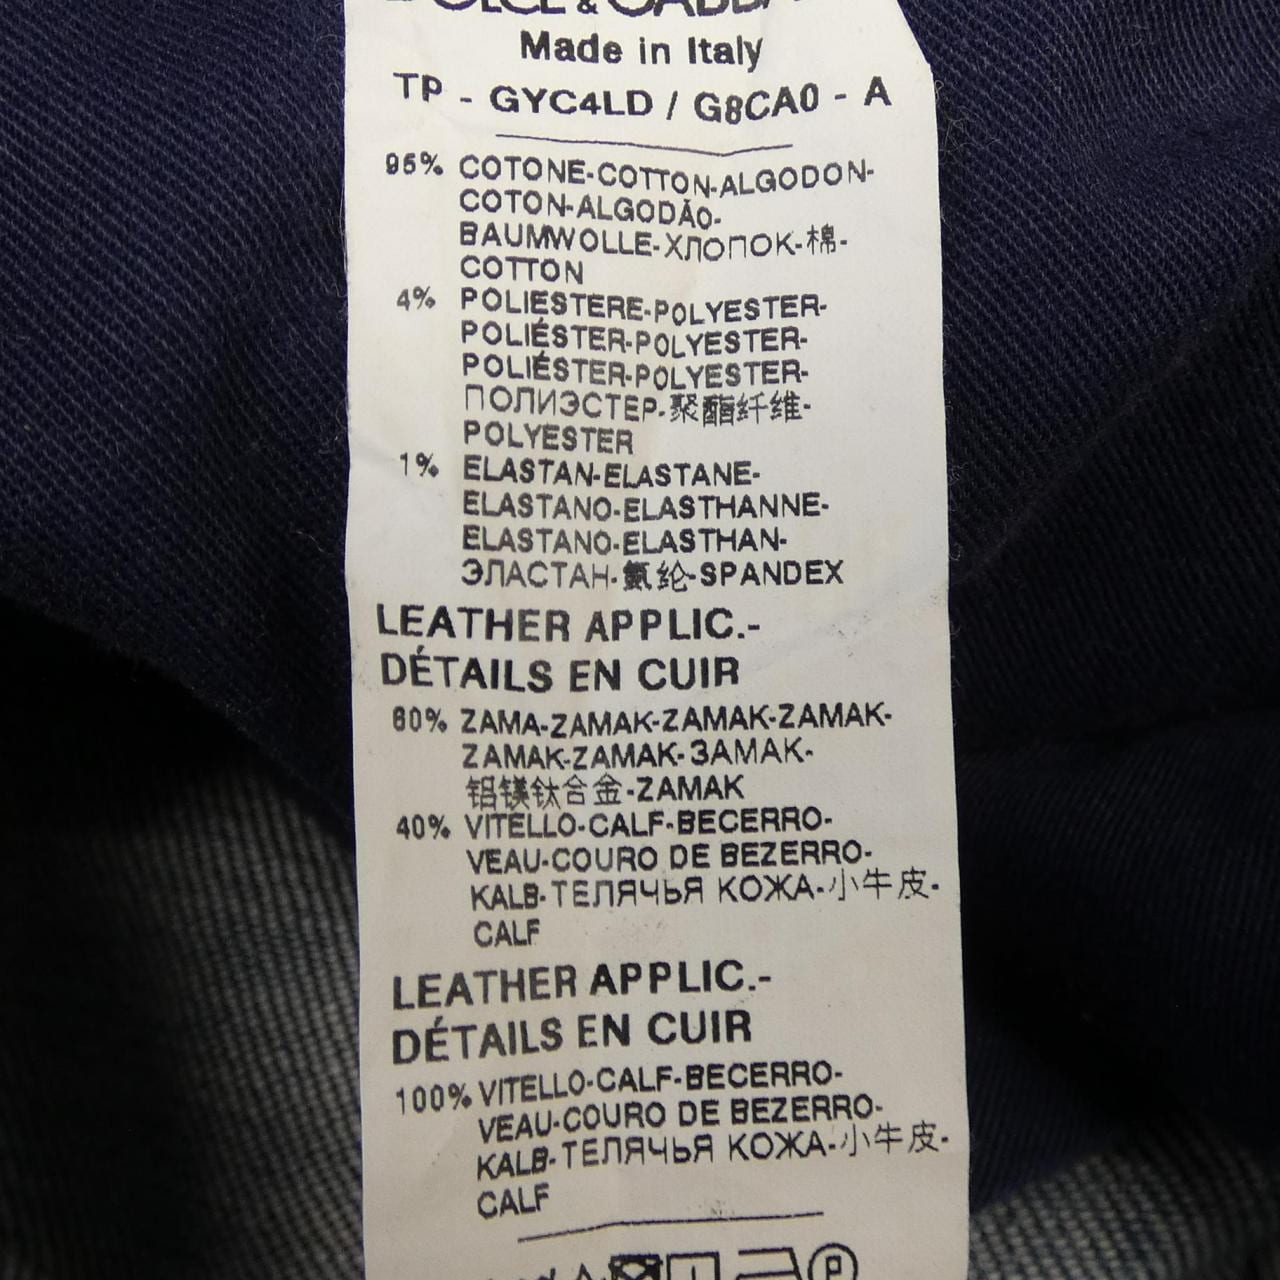 DOLCE & GABBANA
Made in Italy
TP - GYC4LD / G8CA0 - A
95% COTONE-COTTON-ALGODON-
COTON-ALGODÃO-
BAUMWOLLE-ХЛОПОК-棉-
COTTON
4% POLIESTERE-POLYESTER-
POLIÉSTER-POLYESTER-
POLIÉSTER-POLYESTER-
ПОЛИЭСТЕР-聚酯纤维-
POLYESTER
1% ELASTAN-ELASTANE-
ELASTANO-ELASTHANNE-
ELASTANO-ELASTHAN-
ЭЛАСТАН-氨纶-SPANDEX
LEATHER APPLIC.-
DÉTAILS EN CUIR
60% ZAMA-ZAMAK-ZAMAK-ZAMAK-
ZAMAK-ZAMAK-ЗАМАК-
铝镁钛合金-ZAMAK
40% VITELLO-CALF-BECERRO-
VEAU-COURO DE BEZERRO-
KALB-ТЕЛЯЧЬЯ КОЖА-小牛皮-
CALF
LEATHER APPLIC.-
DÉTAILS EN CUIR
100% VITELLO-CALF-BECERRO-
VEAU-COURO DE BEZERRO-
KALB-ТЕЛЯЧЬЯ КОЖА-小牛皮-
CALF
P